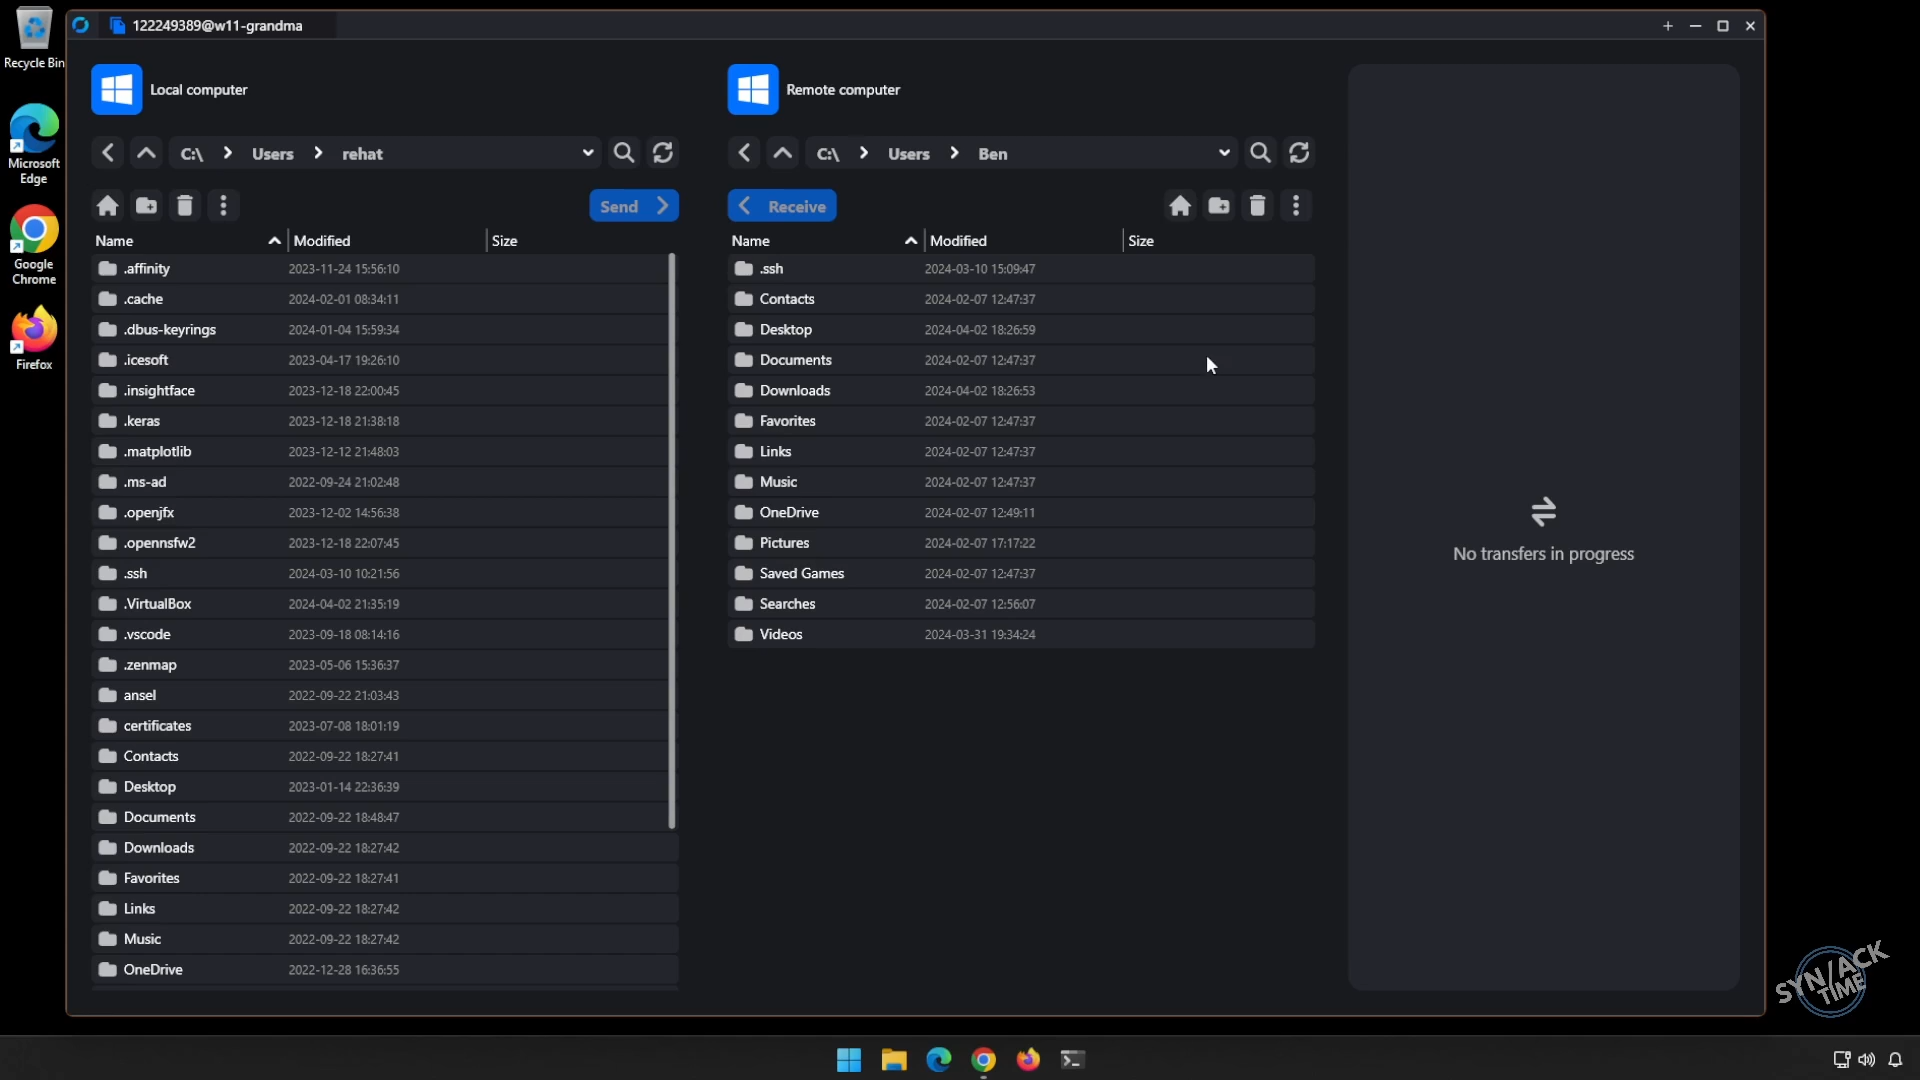 Recycle Bin
Microsoft
Edge
Google
Chrome
Firefox
122249389@w11-grandma
Local computer
C:\ Users rehat
Send
Name Modified Size
.affinity 2023-11-24 15:56:10
.cache 2024-02-01 08:34:11
.dbus-keyrings 2024-01-04 15:59:34
.icesoft 2023-04-17 19:26:10
.insightface 2023-12-18 22:00:45
.keras 2023-12-18 21:38:18
.matplotlib 2023-12-12 21:48:03
.ms-ad 2022-09-24 21:02:48
.openjfx 2023-12-02 14:56:38
.opennsfw2 2023-12-18 22:07:45
.ssh 2024-03-10 10:21:56
.VirtualBox 2024-04-02 21:35:19
.vscode 2023-09-18 08:14:16
.zenmap 2023-05-06 15:36:37
ansel 2022-09-22 21:03:43
certificates 2023-07-08 18:01:19
Contacts 2022-09-22 18:27:41
Desktop 2023-01-14 22:36:39
Documents 2022-09-22 18:48:47
Downloads 2022-09-22 18:27:42
Favorites 2022-09-22 18:27:41
Links 2022-09-22 18:27:42
Music 2022-09-22 18:27:42
OneDrive 2022-12-28 16:36:55
Remote computer
C:\ Users Ben
Receive
Name Modified Size
.ssh 2024-03-10 15:09:47
Contacts 2024-02-07 12:47:37
Desktop 2024-04-02 18:26:59
Documents 2024-02-07 12:47:37
Downloads 2024-04-02 18:26:53
Favorites 2024-02-07 12:47:37
Links 2024-02-07 12:47:37
Music 2024-02-07 12:47:37
OneDrive 2024-02-07 12:49:11
Pictures 2024-02-07 17:17:22
Saved Games 2024-02-07 12:47:37
Searches 2024-02-07 12:56:07
Videos 2024-03-31 19:34:24
No transfers in progress
SYN/ACK
TIME